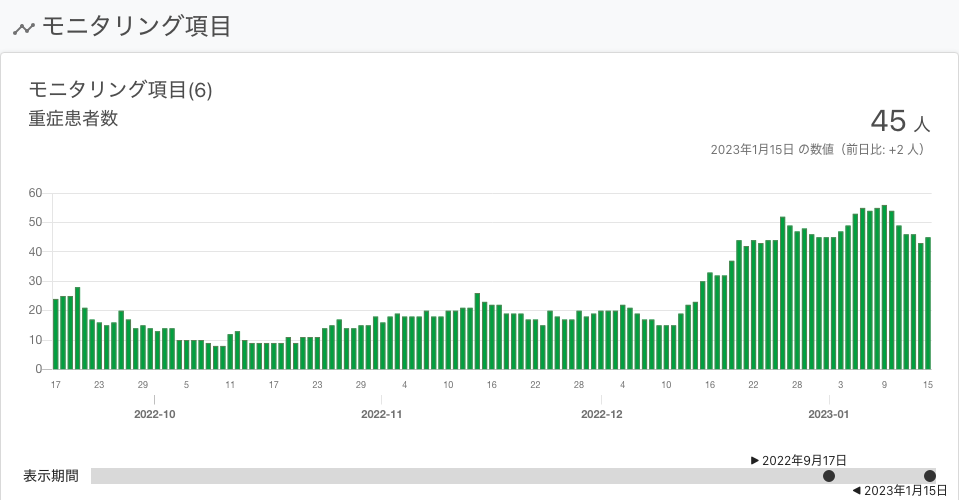 モニタリング項目
モニタリング項目(6)
重症患者数
45 人
2023年1月15日 の数値（前日比: +2 人）
60
50
40
30
20
10
0
17 23 29 5 11 17 23 29 4 10 16 22 28 4 10 16 22 28 3 9 15
2022-10 2022-11 2022-12 2023-01
▶ 2022年9月17日
表示期間
◀ 2023年1月15日